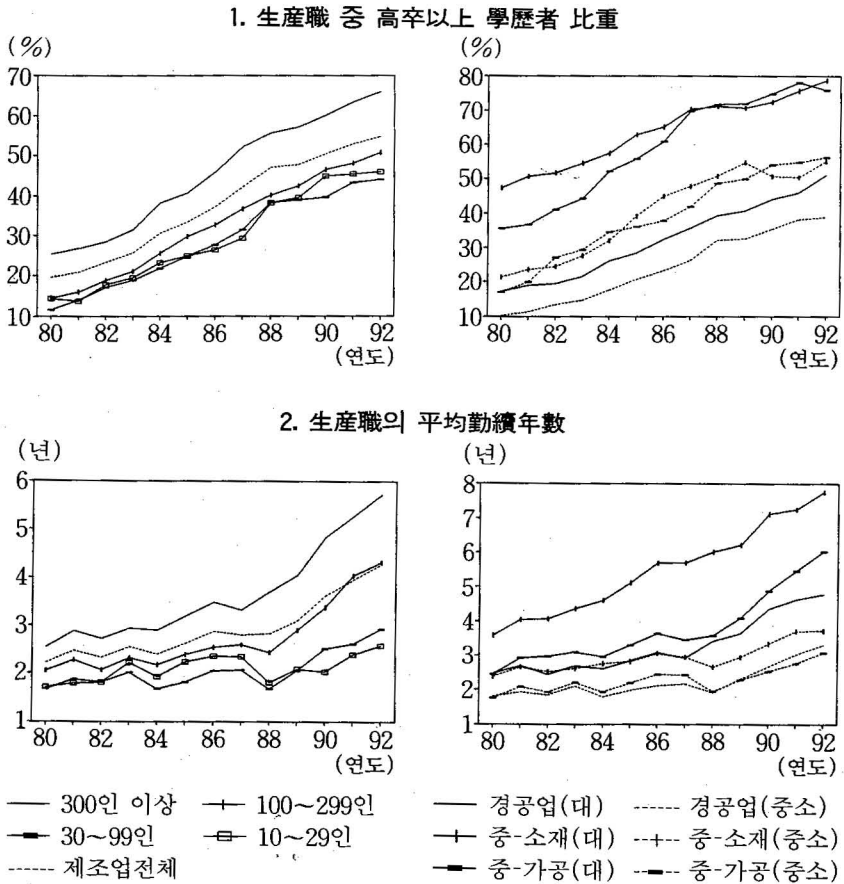 1. 生産職 중 高卒以上 學歷者 比重
(%)
70
60
50
40
30
20
10
80 82 84 86 88 90 92
(연도)
(%)
80
70
60
50
40
30
20
10
80 82 84 86 88 90 92
(연도)
2. 生産職의 平均勤續年數
(년)
6
5
4
3
2
1
80 82 84 86 88 90 92
(연도)
(년)
8
7
6
5
4
3
2
1
80 82 84 86 88 90 92
(연도)
300인 이상 100~299인
30~99인 10~29인
제조업전체
경공업(대) 경공업(중소)
중-소재(대) 중-소재(중소)
중-가공(대) 중-가공(중소)